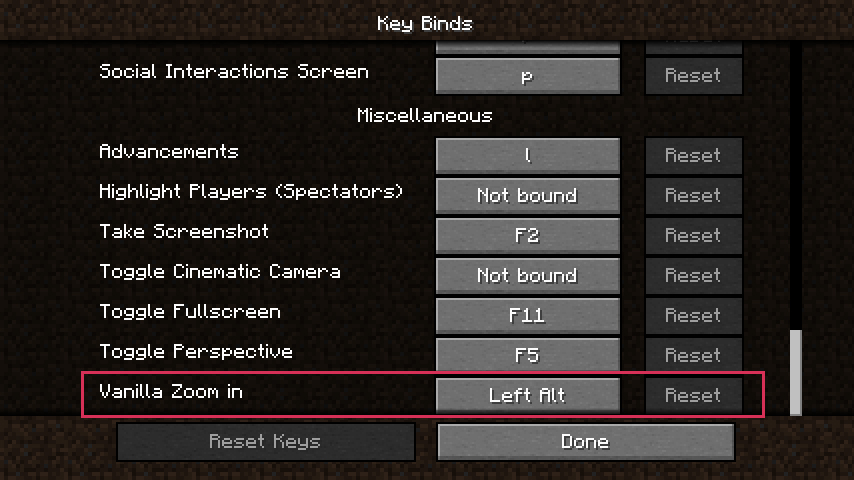 Key Binds
Social Interactions Screen p Reset
Miscellaneous
Advancements l Reset
Highlight Players (Spectators) Not bound Reset
Take Screenshot F2 Reset
Toggle Cinematic Camera Not bound Reset
Toggle Fullscreen F11 Reset
Toggle Perspective F5 Reset
Vanilla Zoom in Left Alt Reset
Reset Keys Done